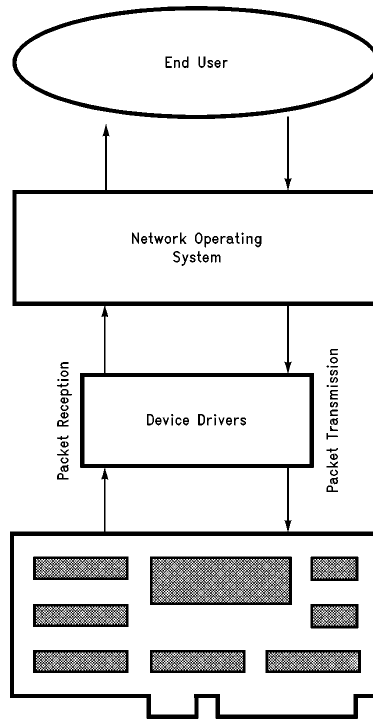 End User
Network Operating
System
Packet Reception
Device Drivers
Packet Transmission